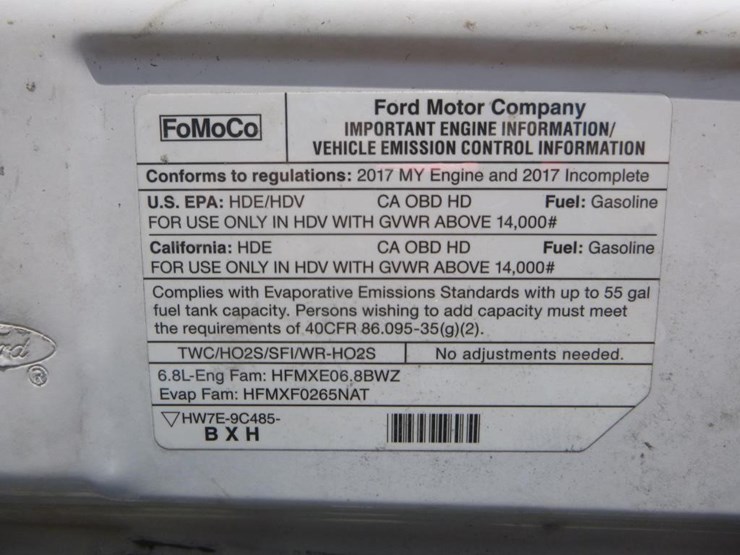 FoMoCo
Ford Motor Company
IMPORTANT ENGINE INFORMATION/
VEHICLE EMISSION CONTROL INFORMATION
Conforms to regulations: 2017 MY Engine and 2017 Incomplete
U.S. EPA: HDE/HDV CA OBD HD Fuel: Gasoline
FOR USE ONLY IN HDV WITH GVWR ABOVE 14,000#
California: HDE CA OBD HD Fuel: Gasoline
FOR USE ONLY IN HDV WITH GVWR ABOVE 14,000#
Complies with Evaporative Emissions Standards with up to 55 gal
fuel tank capacity. Persons wishing to add capacity must meet
the requirements of 40CFR 86.095-35(g)(2).
TWC/HO2S/SFI/WR-HO2S No adjustments needed.
6.8L-Eng Fam: HFMXE06.8BWZ
Evap Fam: HFMXF0265NAT
HW7E-9C485-
B X H
rd
®